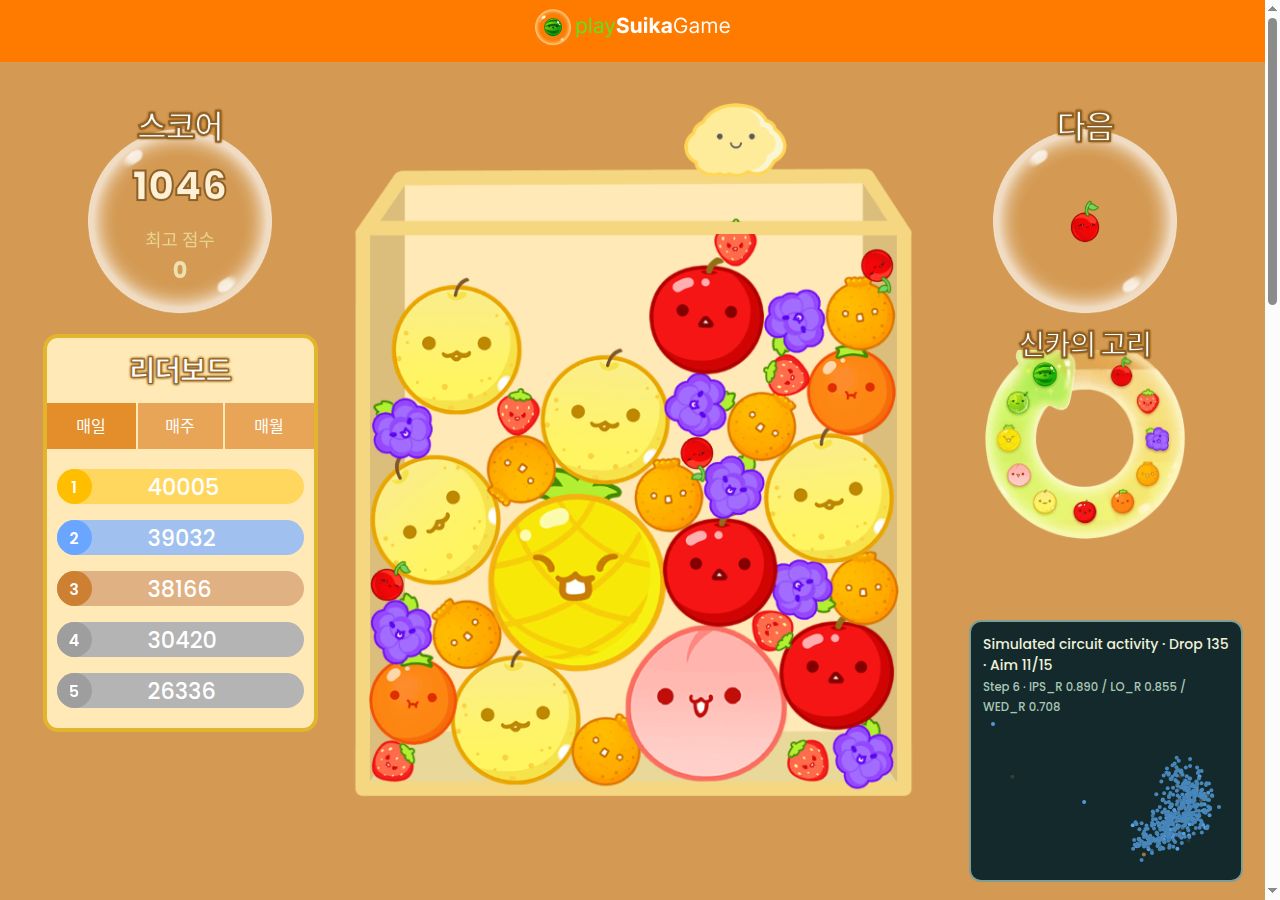 playSuikaGame
스코어
1046
최고 점수
0
리더보드
매일
매주
매월
1
40005
2
39032
3
38166
4
30420
5
26336
다음
신카의 고리
Simulated circuit activity · Drop 135
· Aim 11/15
Step 6 · IPS_R 0.890 / LO_R 0.855 /
WED_R 0.708